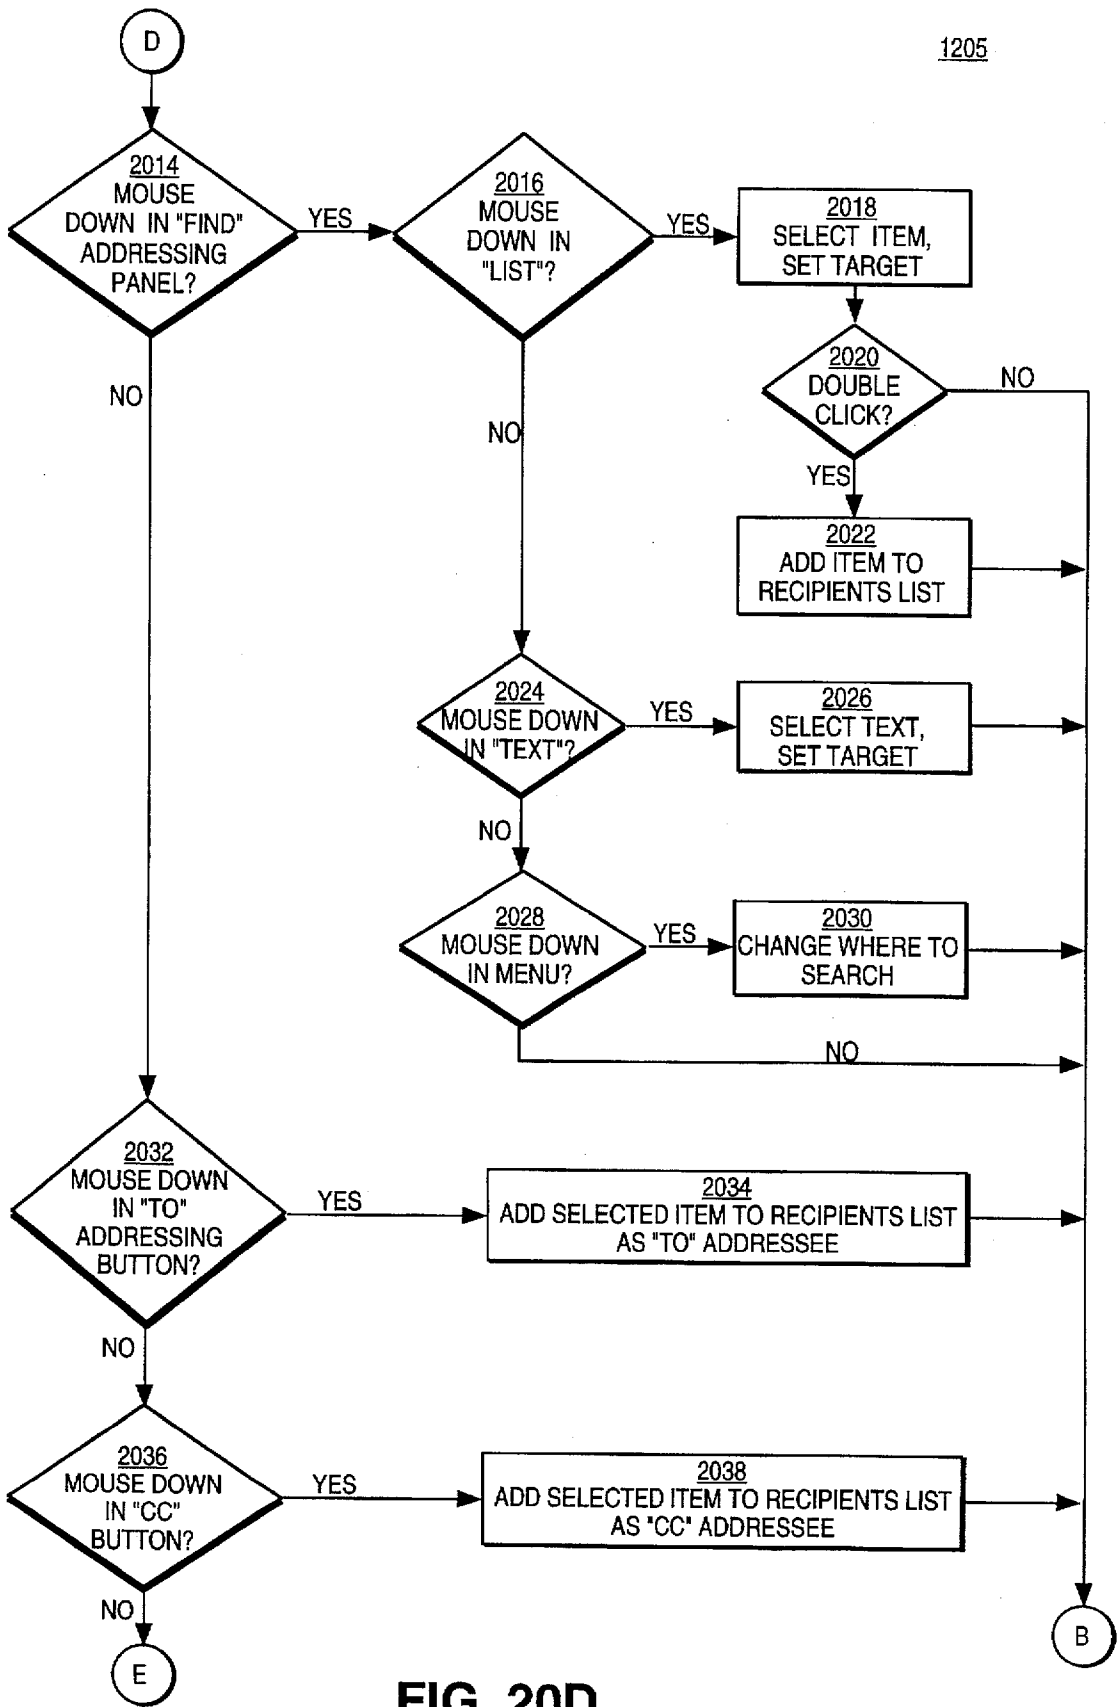 D
1205
2014
MOUSE
DOWN IN "FIND"
ADDRESSING
PANEL?
YES
2016
MOUSE
DOWN IN
"LIST"?
YES
2018
SELECT ITEM,
SET TARGET
2020
DOUBLE
CLICK?
NO
YES
2022
ADD ITEM TO
RECIPIENTS LIST
NO
NO
2024
MOUSE DOWN
IN "TEXT"?
YES
2026
SELECT TEXT,
SET TARGET
NO
2028
MOUSE DOWN
IN MENU?
YES
2030
CHANGE WHERE TO
SEARCH
NO
2032
MOUSE DOWN
IN "TO"
ADDRESSING
BUTTON?
YES
2034
ADD SELECTED ITEM TO RECIPIENTS LIST
AS "TO" ADDRESSEE
NO
2036
MOUSE DOWN
IN "CC"
BUTTON?
YES
2038
ADD SELECTED ITEM TO RECIPIENTS LIST
AS "CC" ADDRESSEE
NO
E
B
FIG. 20D